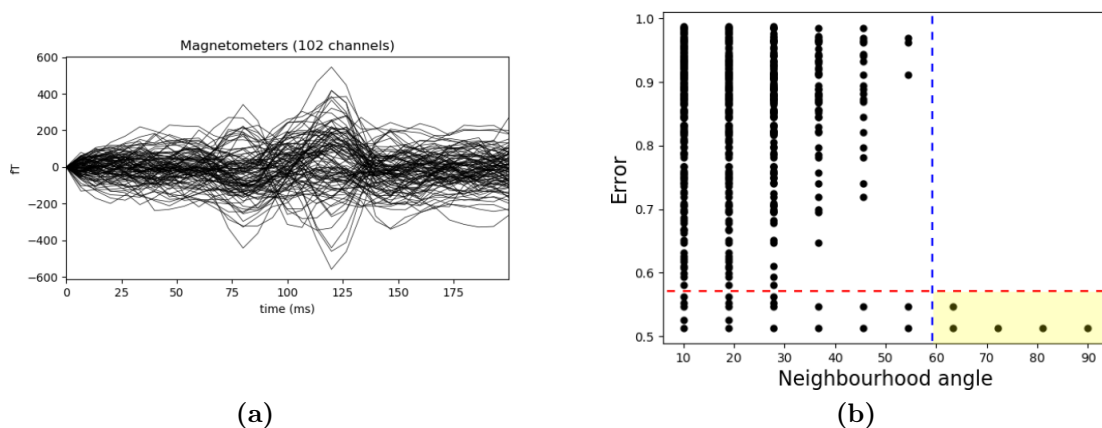 Magnetometers (102 channels)
600
400
200
0
−200
−400
−600
fT
0 25 50 75 100 125 150 175
time (ms)
(a)
1.0
0.9
0.8
0.7
0.6
0.5
Error
10 20 30 40 50 60 70 80 90
Neighbourhood angle
(b)